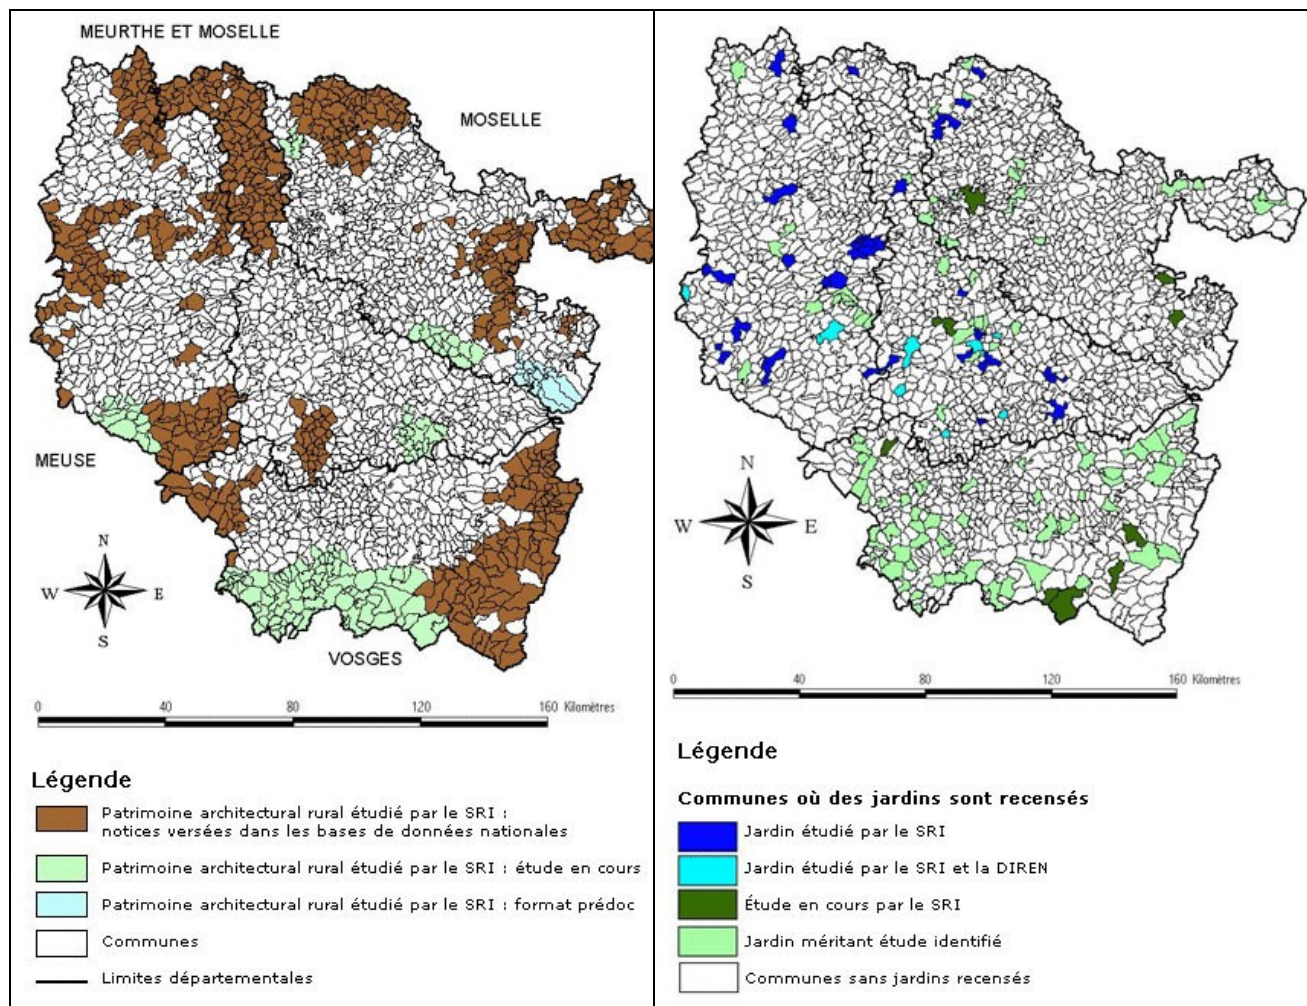 MEURTHE ET MOSELLE
MOSELLE
MEUSE
VOSGES
N
W
E
S
0
40
80
120
160 Kilomètres
Légende
Patrimoine architectural rural étudié par le SRI :
notices versées dans les bases de données nationales
Patrimoine architectural rural étudié par le SRI : étude en cours
Patrimoine architectural rural étudié par le SRI : format prédoc
Communes
Limites départementales
N
W
E
S
0
40
80
120
160 Kilomètres
Légende
Communes où des jardins sont recensés
Jardin étudié par le SRI
Jardin étudié par le SRI et la DIREN
Étude en cours par le SRI
Jardin méritant étude identifié
Communes sans jardins recensés